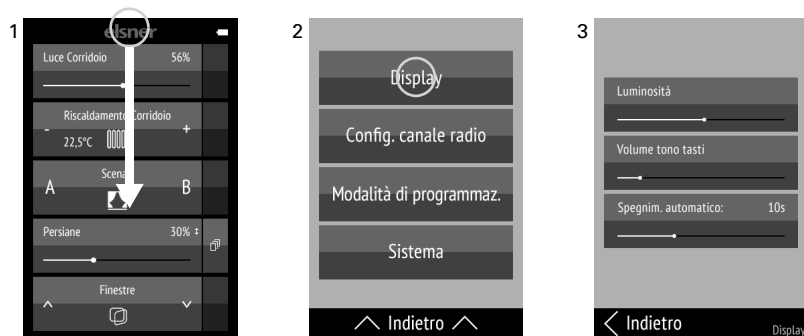 1
elsner
Luce Corridoio 56%
Riscaldamento Corridoio
- 22,5°C +
Scena
A B
Persiane 30%
Finestre
2
Display
Config. canale radio
Modalità di programmaz.
Sistema
Indietro
3
Luminosità
Volume tono tasti
Spegnim. automatico: 10s
Indietro Display